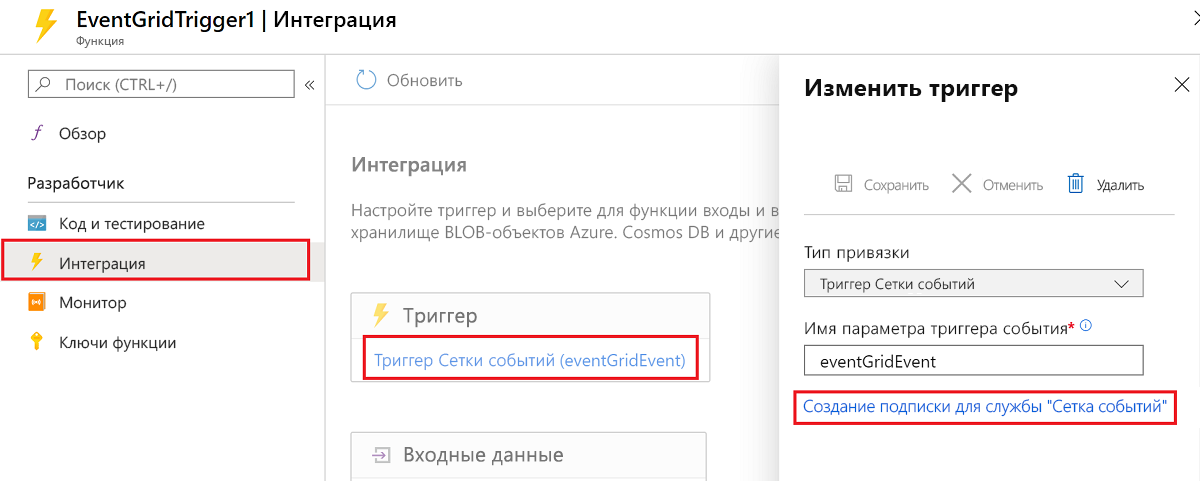 EventGridTrigger1 | Интеграция
Функция
Поиск (CTRL+/)
«
Обзор
Разработчик
Код и тестирование
Интеграция
Монитор
Ключи функции
Обновить
Интеграция
Настройте триггер и выберите для функции входы и в
хранилище BLOB-объектов Azure. Cosmos DB и другие
Триггер
Триггер Сетки событий (eventGridEvent)
Входные данные
Изменить триггер
Сохранить Отменить Удалить
Тип привязки
Триггер Сетки событий
Имя параметра триггера события*
eventGridEvent
Создание подписки для службы "Сетка событий"